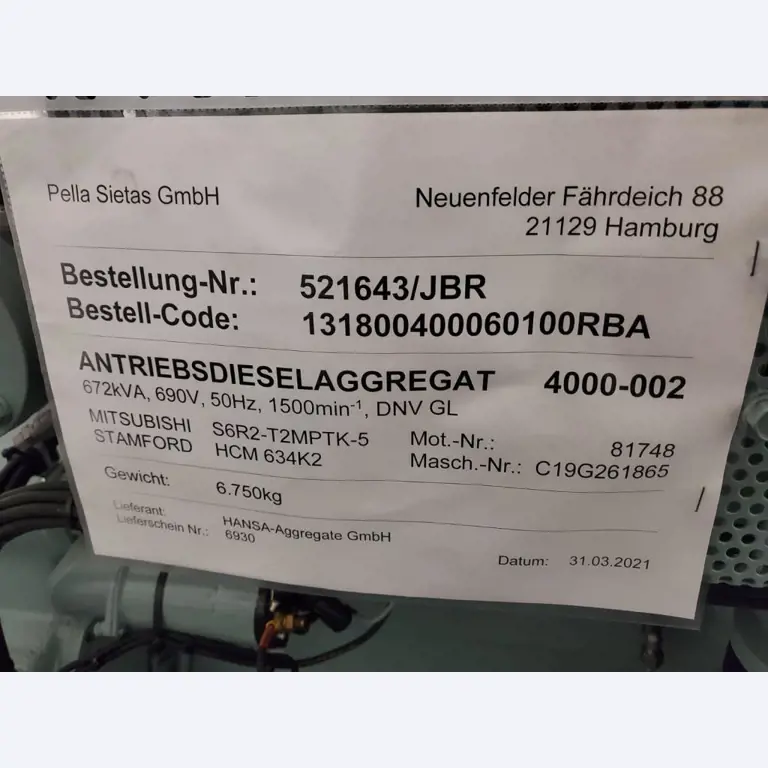 Pella Sietas GmbH
Neuenfelder Fährdeich 88
21129 Hamburg
Bestellung-Nr.: 521643/JBR
Bestell-Code: 131800400060100RBA
ANTRIEBSDIESELAGGREGAT 4000-002
672kVA, 690V, 50Hz, 1500min-1, DNV GL
MITSUBISHI S6R2-T2MPTK-5 Mot.-Nr.: 81748
STAMFORD HCM 634K2 Masch.-Nr.: C19G261865
Gewicht: 6.750kg
Lieferant: HANSA-Aggregate GmbH
Lieferschein Nr.: 6930
Datum: 31.03.2021